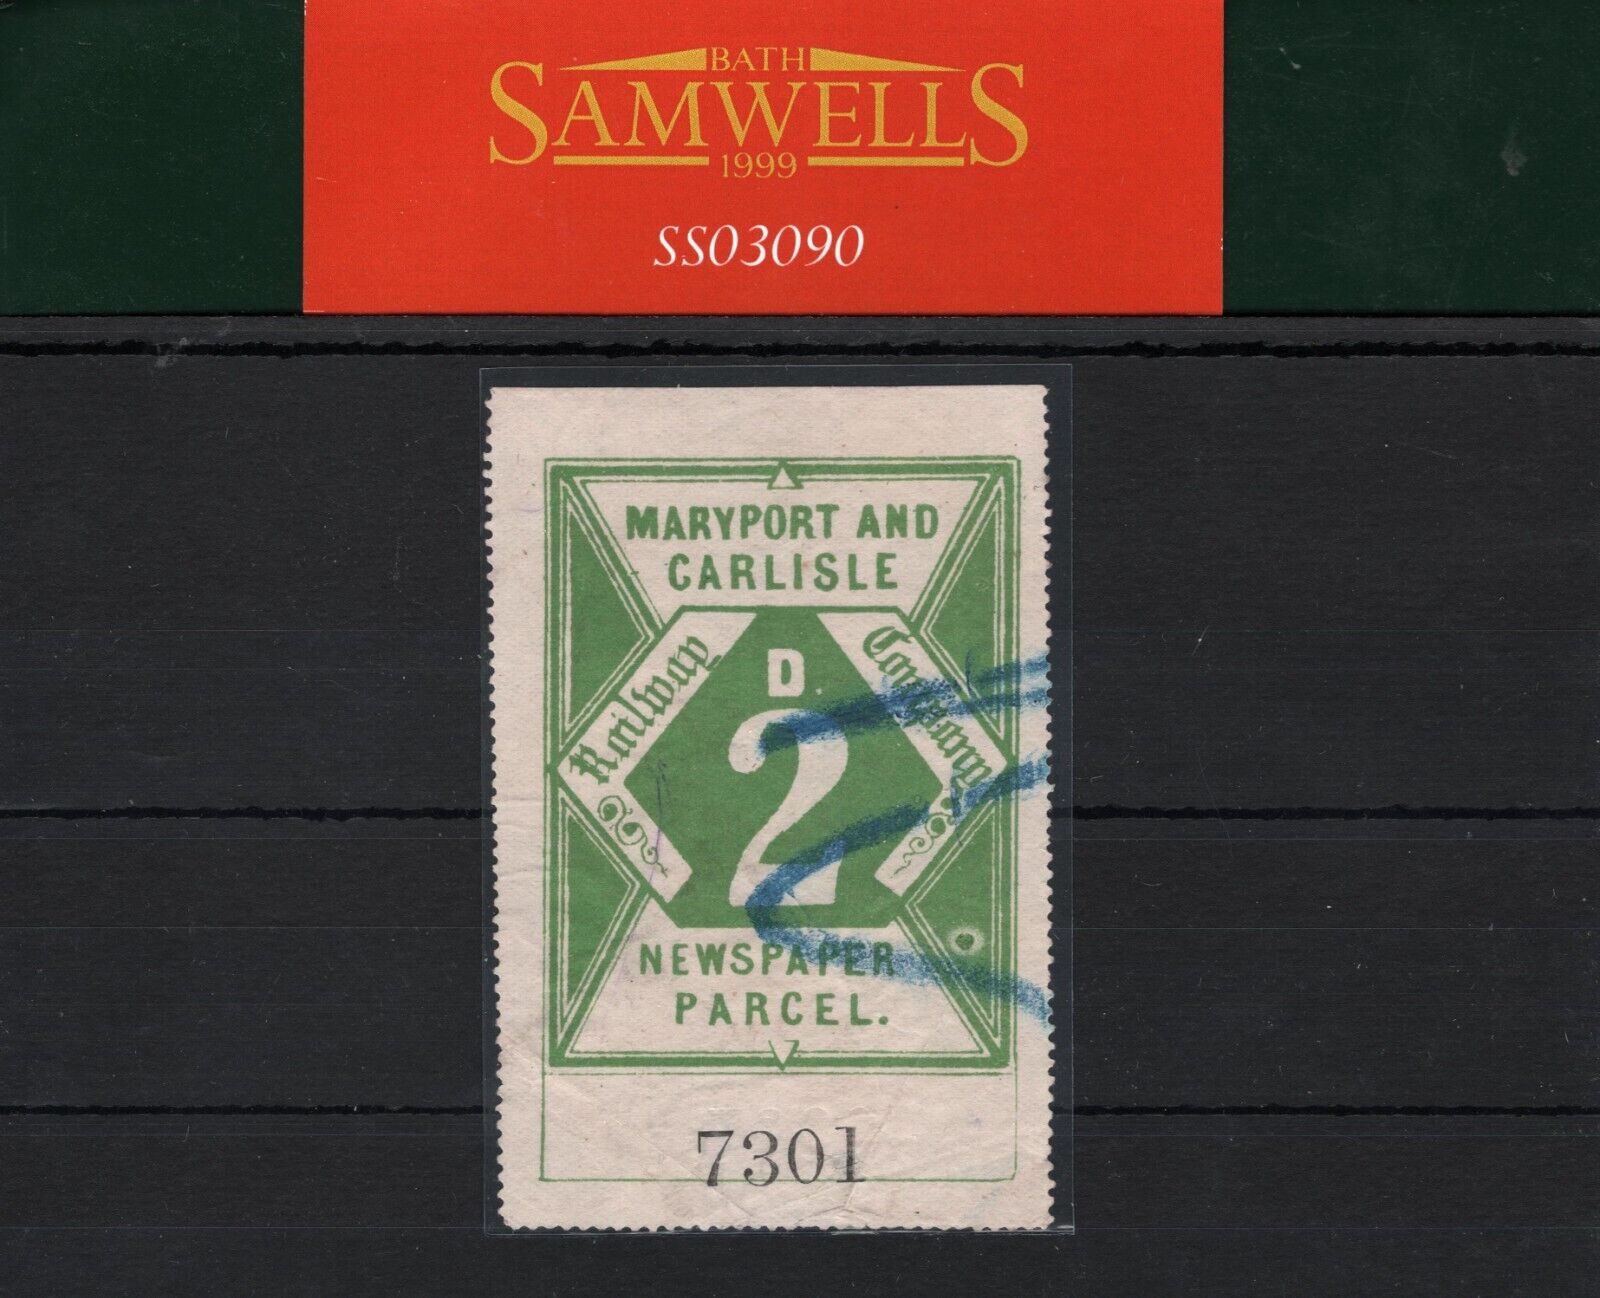 BATH
SAMWELLS
1999
SS03090
MARYPORT AND
CARLISLE
Railway
Company
D.
2
NEWSPAPER
PARCEL.
7301